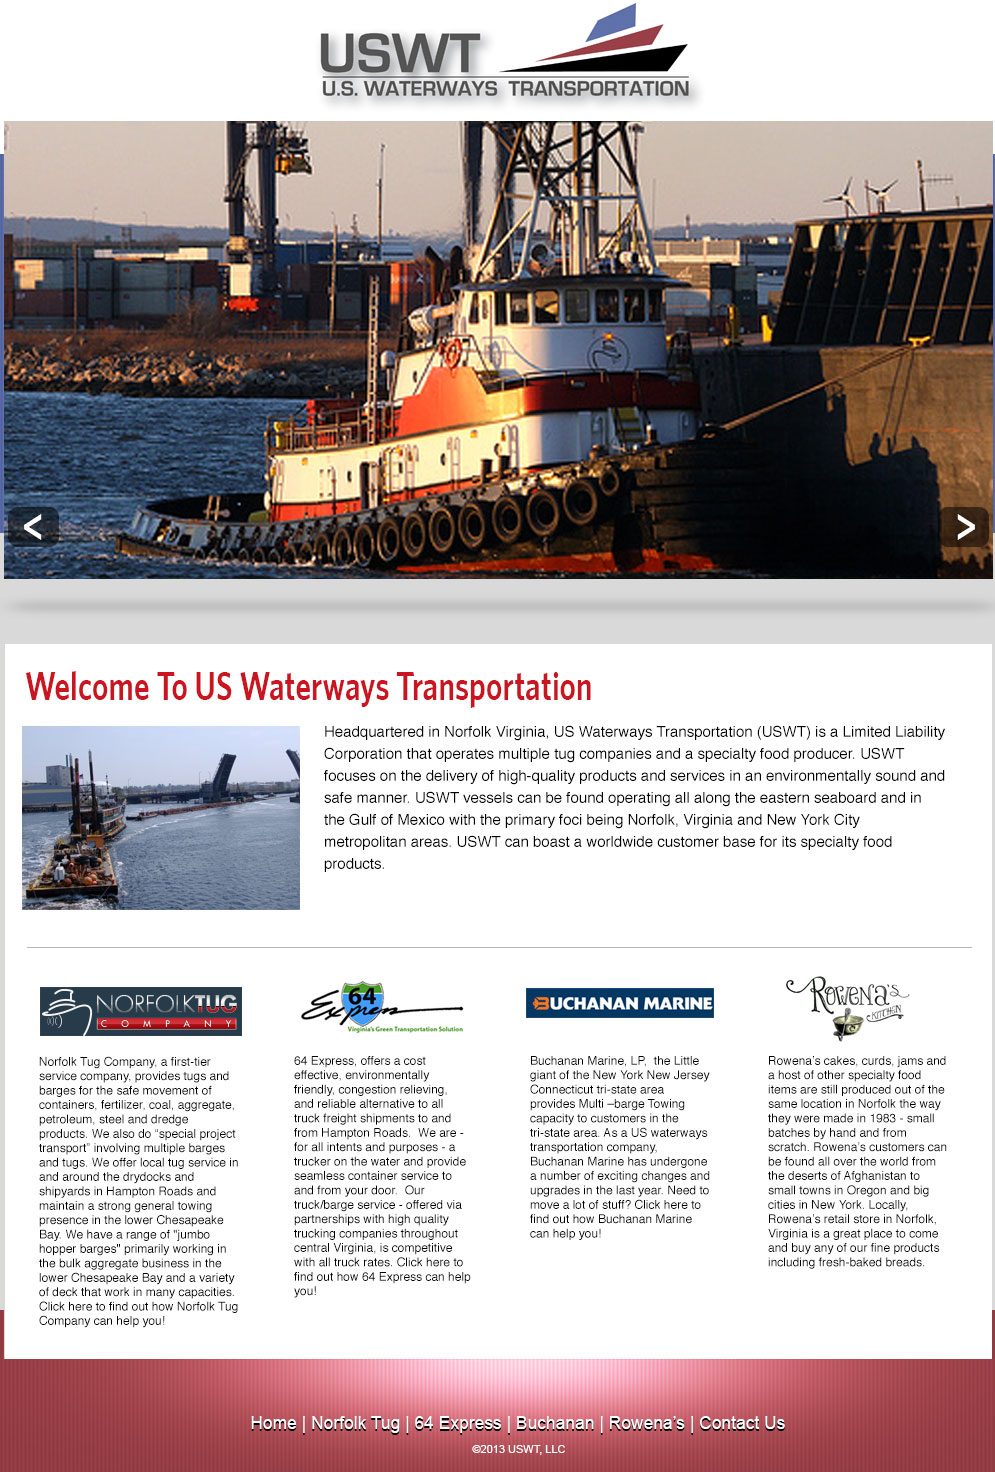 USWT
U.S. WATERWAYS TRANSPORTATION
<
>
Welcome To US Waterways Transportation
Headquartered in Norfolk Virginia, US Waterways Transportation (USWT) is a Limited Liability
Corporation that operates multiple tug companies and a specialty food producer. USWT
focuses on the delivery of high-quality products and services in an environmentally sound and
safe manner. USWT vessels can be found operating all along the eastern seaboard and in
the Gulf of Mexico with the primary foci being Norfolk, Virginia and New York City
metropolitan areas. USWT can boast a worldwide customer base for its specialty food
products.
NORFOLKTUG
COMPANY
Norfolk Tug Company, a first-tier
service company, provides tugs and
barges for the safe movement of
containers, fertilizer, coal, aggregate,
petroleum, steel and dredge
products. We also do "special project
transport" involving multiple barges
and tugs. We offer local tug service in
and around the drydocks and
shipyards in Hampton Roads and
maintain a strong general towing
presence in the lower Chesapeake
Bay. We have a range of "jumbo
hopper barges" primarily working in
the bulk aggregate business in the
lower Chesapeake Bay and a variety
of deck that work in many capacities.
Click here to find out how Norfolk Tug
Company can help you!
64
Express
Virginia's Green Transportation Solution
64 Express, offers a cost
effective, environmentally
friendly, congestion relieving,
and reliable alternative to all
truck freight shipments to and
from Hampton Roads.  We are -
for all intents and purposes - a
trucker on the water and provide
seamless container service to
and from your door.  Our
truck/barge service - offered via
partnerships with high quality
trucking companies throughout
central Virginia, is competitive
with all truck rates. Click here to
find out how 64 Express can help
you!
BUCHANAN MARINE
Buchanan Marine, LP,  the Little
giant of the New York New Jersey
Connecticut tri-state area
provides Multi –barge Towing
capacity to customers in the
tri-state area. As a US waterways
transportation company,
Buchanan Marine has undergone
a number of exciting changes and
upgrades in the last year. Need to
move a lot of stuff? Click here to
find out how Buchanan Marine
can help you!
Rowena's
KITCHEN
Rowena's cakes, curds, jams and
a host of other specialty food
items are still produced out of the
same location in Norfolk the way
they were made in 1983 - small
batches by hand and from
scratch. Rowena's customers can
be found all over the world from
the deserts of Afghanistan to
small towns in Oregon and big
cities in New York. Locally,
Rowena's retail store in Norfolk,
Virginia is a great place to come
and buy any of our fine products
including fresh-baked breads.
Home | Norfolk Tug | 64 Express | Buchanan | Rowena's | Contact Us
©2013 USWT, LLC